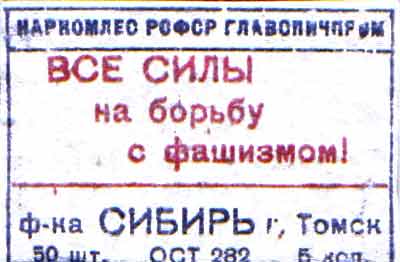 НАРКОМЛЕС РСФСР ГЛАВСПИЧПРОМ
ВСЕ СИЛЫ
на борьбу
с фашизмом!
ф-ка СИБИРЬ г, Томск
50 шт. ОСТ 282 5 коп.